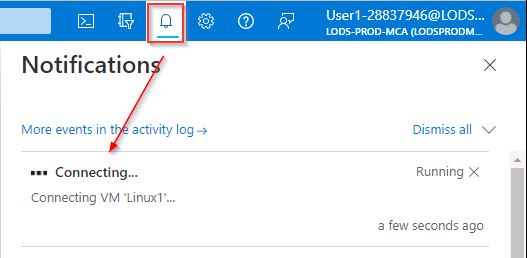 User1-28837946@LODS...
LODS-PROD-MCA (LODSPRODM...
Notifications
More events in the activity log →
Dismiss all
Connecting...
Running
Connecting VM 'Linux1'...
a few seconds ago